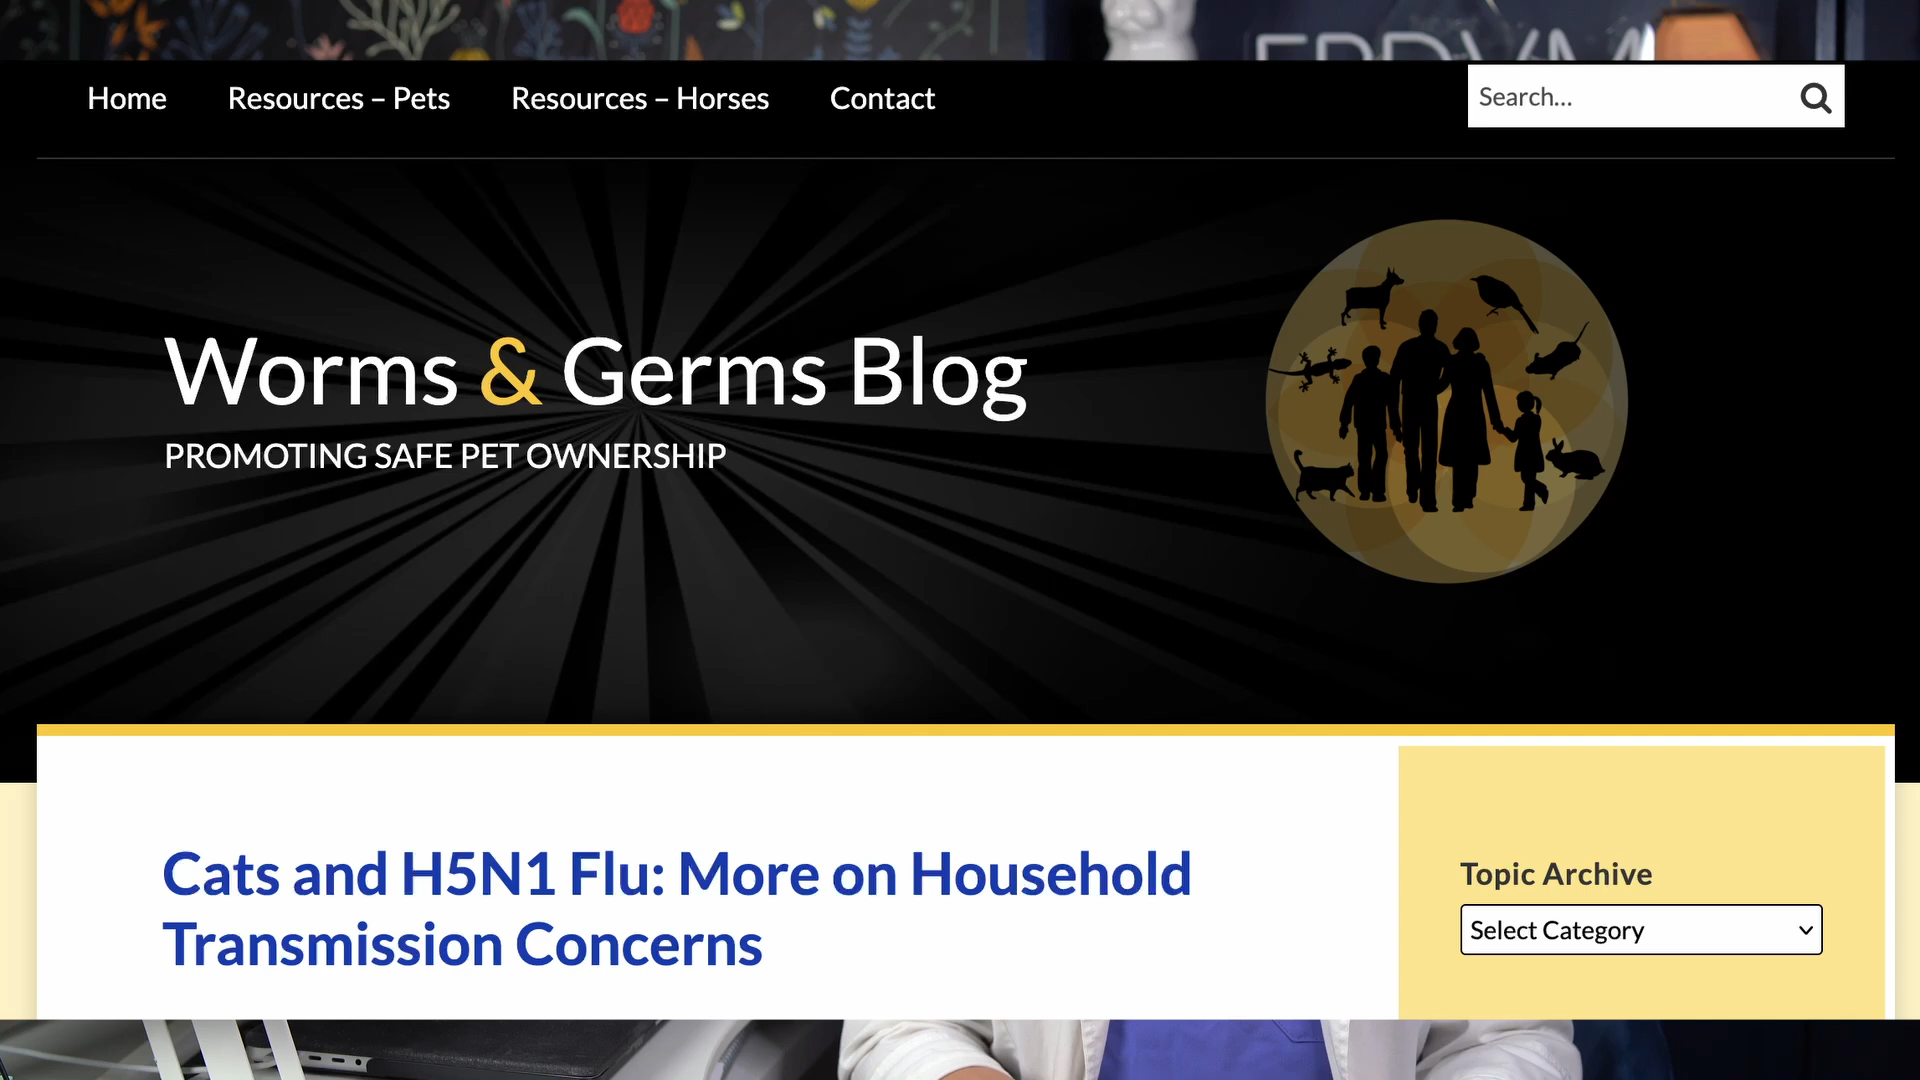 Home Resources – Pets Resources – Horses Contact Search...
Worms & Germs Blog
PROMOTING SAFE PET OWNERSHIP
Cats and H5N1 Flu: More on Household
Transmission Concerns
Topic Archive
Select Category